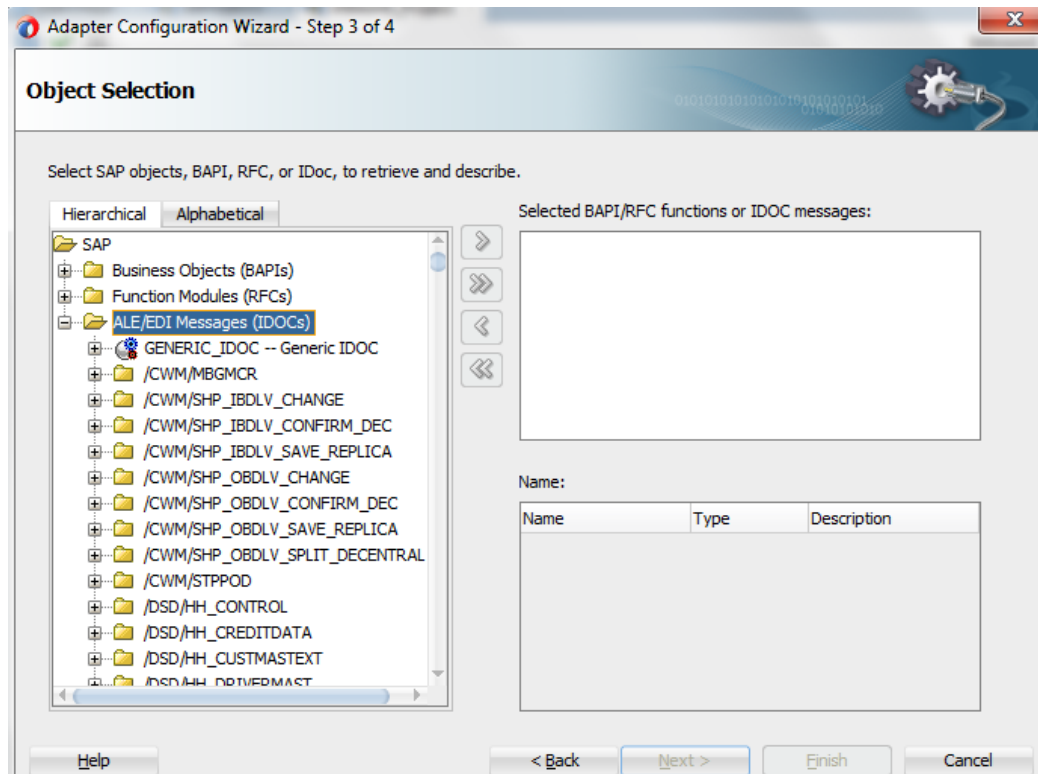 Adapter Configuration Wizard - Step 3 of 4
Object Selection
Select SAP objects, BAPI, RFC, or IDoc, to retrieve and describe.
Hierarchical Alphabetical
SAP
Business Objects (BAPIs)
Function Modules (RFCs)
ALE/EDI Messages (IDOCs)
GENERIC_IDOC -- Generic IDOC
/CWM/MBGMCR
/CWM/SHP_IBDLV_CHANGE
/CWM/SHP_IBDLV_CONFIRM_DEC
/CWM/SHP_IBDLV_SAVE_REPLICA
/CWM/SHP_OBDLV_CHANGE
/CWM/SHP_OBDLV_CONFIRM_DEC
/CWM/SHP_OBDLV_SAVE_REPLICA
/CWM/SHP_OBDLV_SPLIT_DECENTRAL
/CWM/STPPOD
/DSD/HH_CONTROL
/DSD/HH_CREDITDATA
/DSD/HH_CUSTMASTEXT
/DSD/HH_DRIVERMAST
Selected BAPI/RFC functions or IDOC messages:
Name:
Name Type Description
Help < Back Next > Finish Cancel